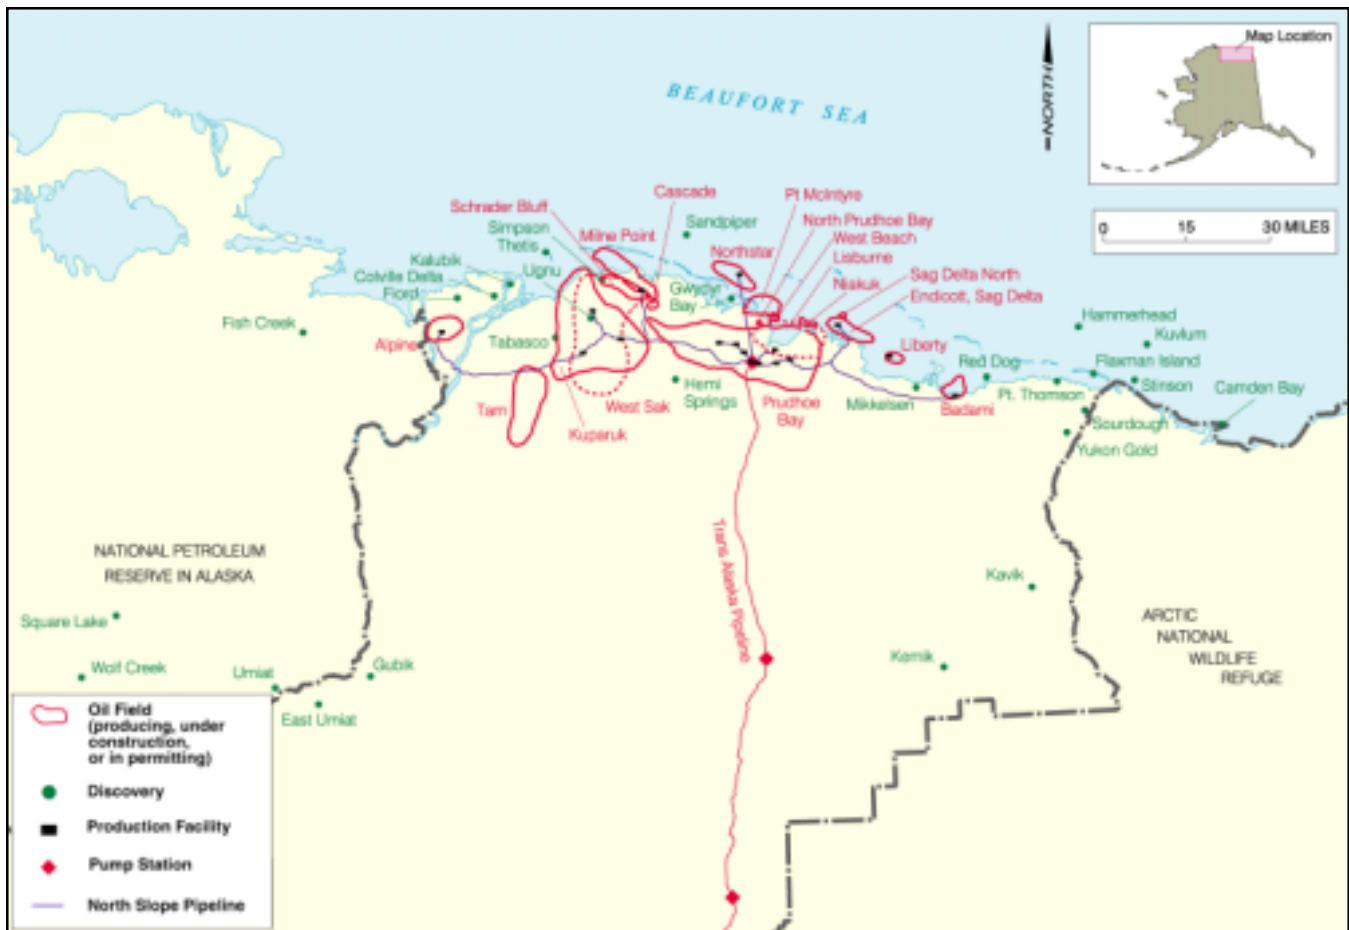 Map Location
NORTH
BEAUFORT SEA
0 15 30 MILES
Cascade
Pt McIntyre
Schrader Bluff
Sandpiper
North Prudhoe Bay
Simpson
Thetis
Milne Point
West Beach
Northstar
Lisburne
Kalubik
Ugnu
Sag Delta North
Colville Delta
Niakuk
Fiord
Gwydyr
Bay
Endicott, Sag Delta
Fish Creek
Hammerhead
Kuvlum
Alpine
Tabasco
Liberty
Red Dog
Flaxman Island
Hemi
Springs
Stinson
Camden Bay
Tarn
West Sak
Prudhoe
Bay
Mikkelsen
Badami
Pt. Thomson
Sourdough
Kuparuk
Yukon Gold
Trans Alaska Pipeline
NATIONAL PETROLEUM
RESERVE IN ALASKA
Kavik
ARCTIC
NATIONAL
WILDLIFE
REFUGE
Square Lake
Wolf Creek
Umiat
Gubik
Kemik
East Umiat
Oil Field
(producing, under
construction,
or in permitting)
Discovery
Production Facility
Pump Station
North Slope Pipeline